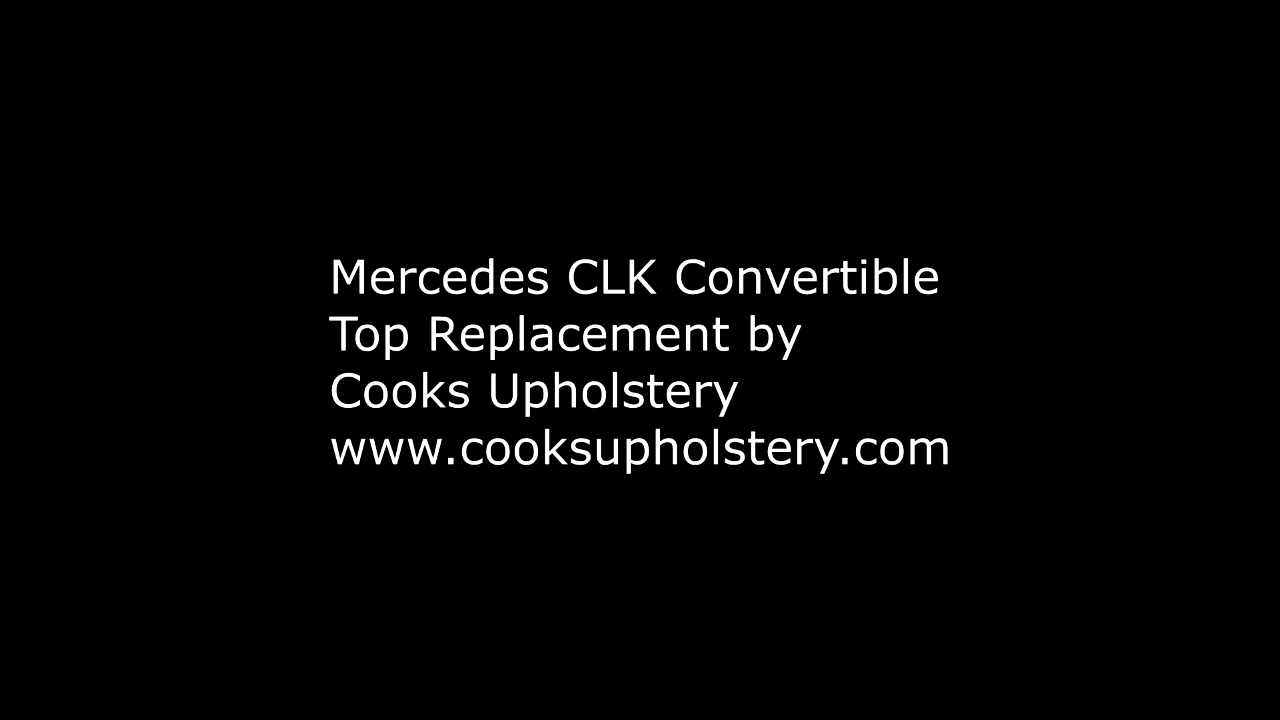 Mercedes CLK Convertible
Top Replacement by
Cooks Upholstery
www.cooksupholstery.com